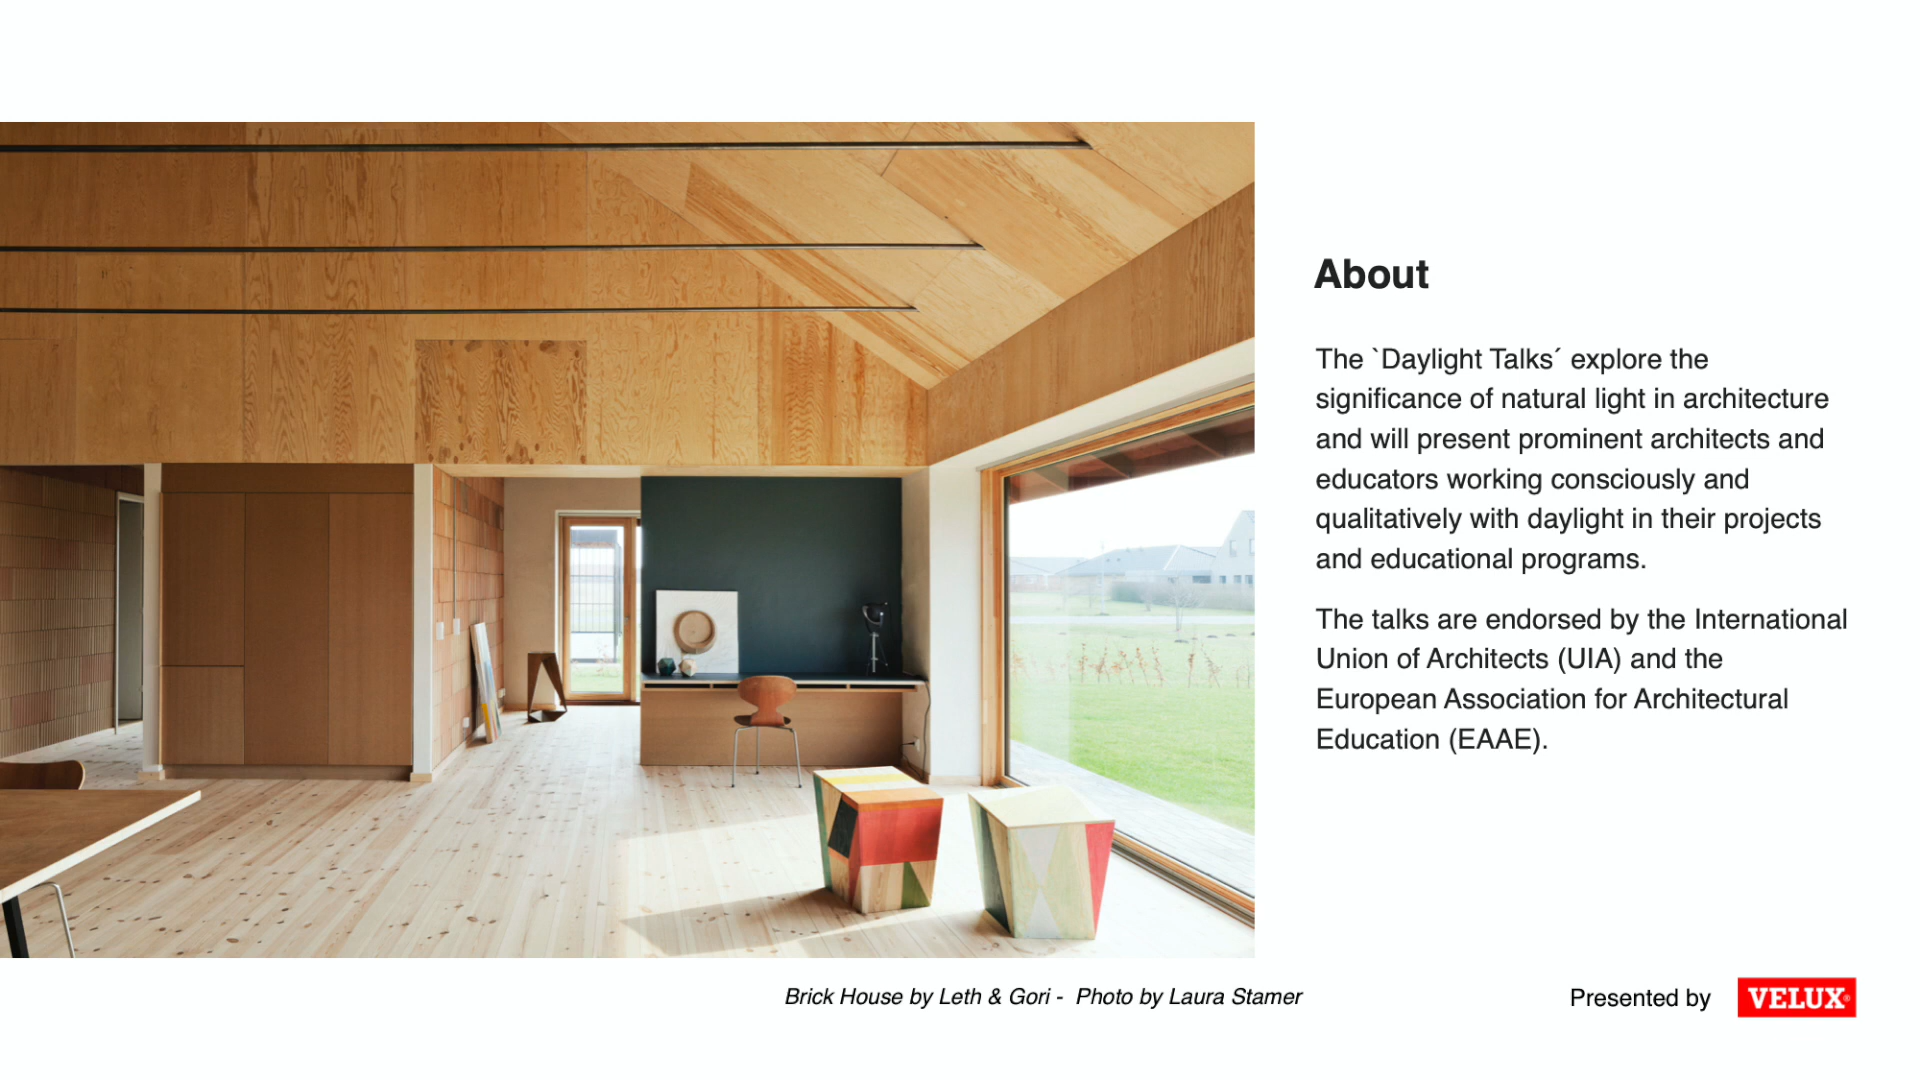 About
The `Daylight Talks´ explore the
significance of natural light in architecture
and will present prominent architects and
educators working consciously and
qualitatively with daylight in their projects
and educational programs.
The talks are endorsed by the International
Union of Architects (UIA) and the
European Association for Architectural
Education (EAAE).
Brick House by Leth & Gori - Photo by Laura Stamer
Presented by VELUX®